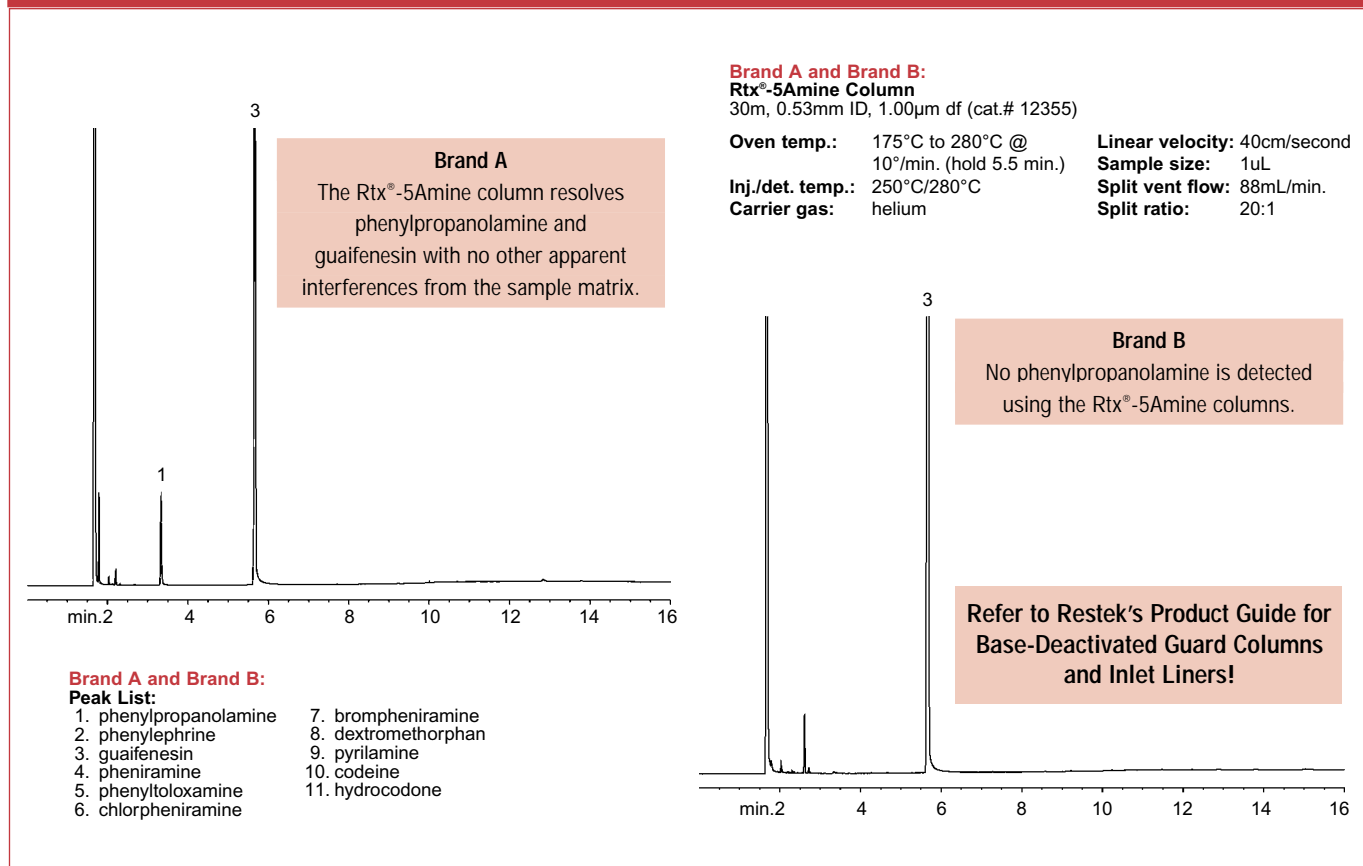 3
Brand A
The Rtx®-5Amine column resolves
phenylpropanolamine and
guaifenesin with no other apparent
interferences from the sample matrix.
1
min.2 4 6 8 10 12 14 16
Brand A and Brand B:
Peak List:
1. phenylpropanolamine
2. phenylephrine
3. guaifenesin
4. pheniramine
5. phenyltoloxamine
6. chlorpheniramine
7. brompheniramine
8. dextromethorphan
9. pyrilamine
10. codeine
11. hydrocodone
Brand A and Brand B:
Rtx®-5Amine Column
30m, 0.53mm ID, 1.00µm df (cat.# 12355)
Oven temp.: 175°C to 280°C @
10°/min. (hold 5.5 min.)
Inj./det. temp.: 250°C/280°C
Carrier gas: helium
Linear velocity: 40cm/second
Sample size: 1uL
Split vent flow: 88mL/min.
Split ratio: 20:1
3
Brand B
No phenylpropanolamine is detected
using the Rtx®-5Amine columns.
Refer to Restek's Product Guide for
Base-Deactivated Guard Columns
and Inlet Liners!
min.2 4 6 8 10 12 14 16